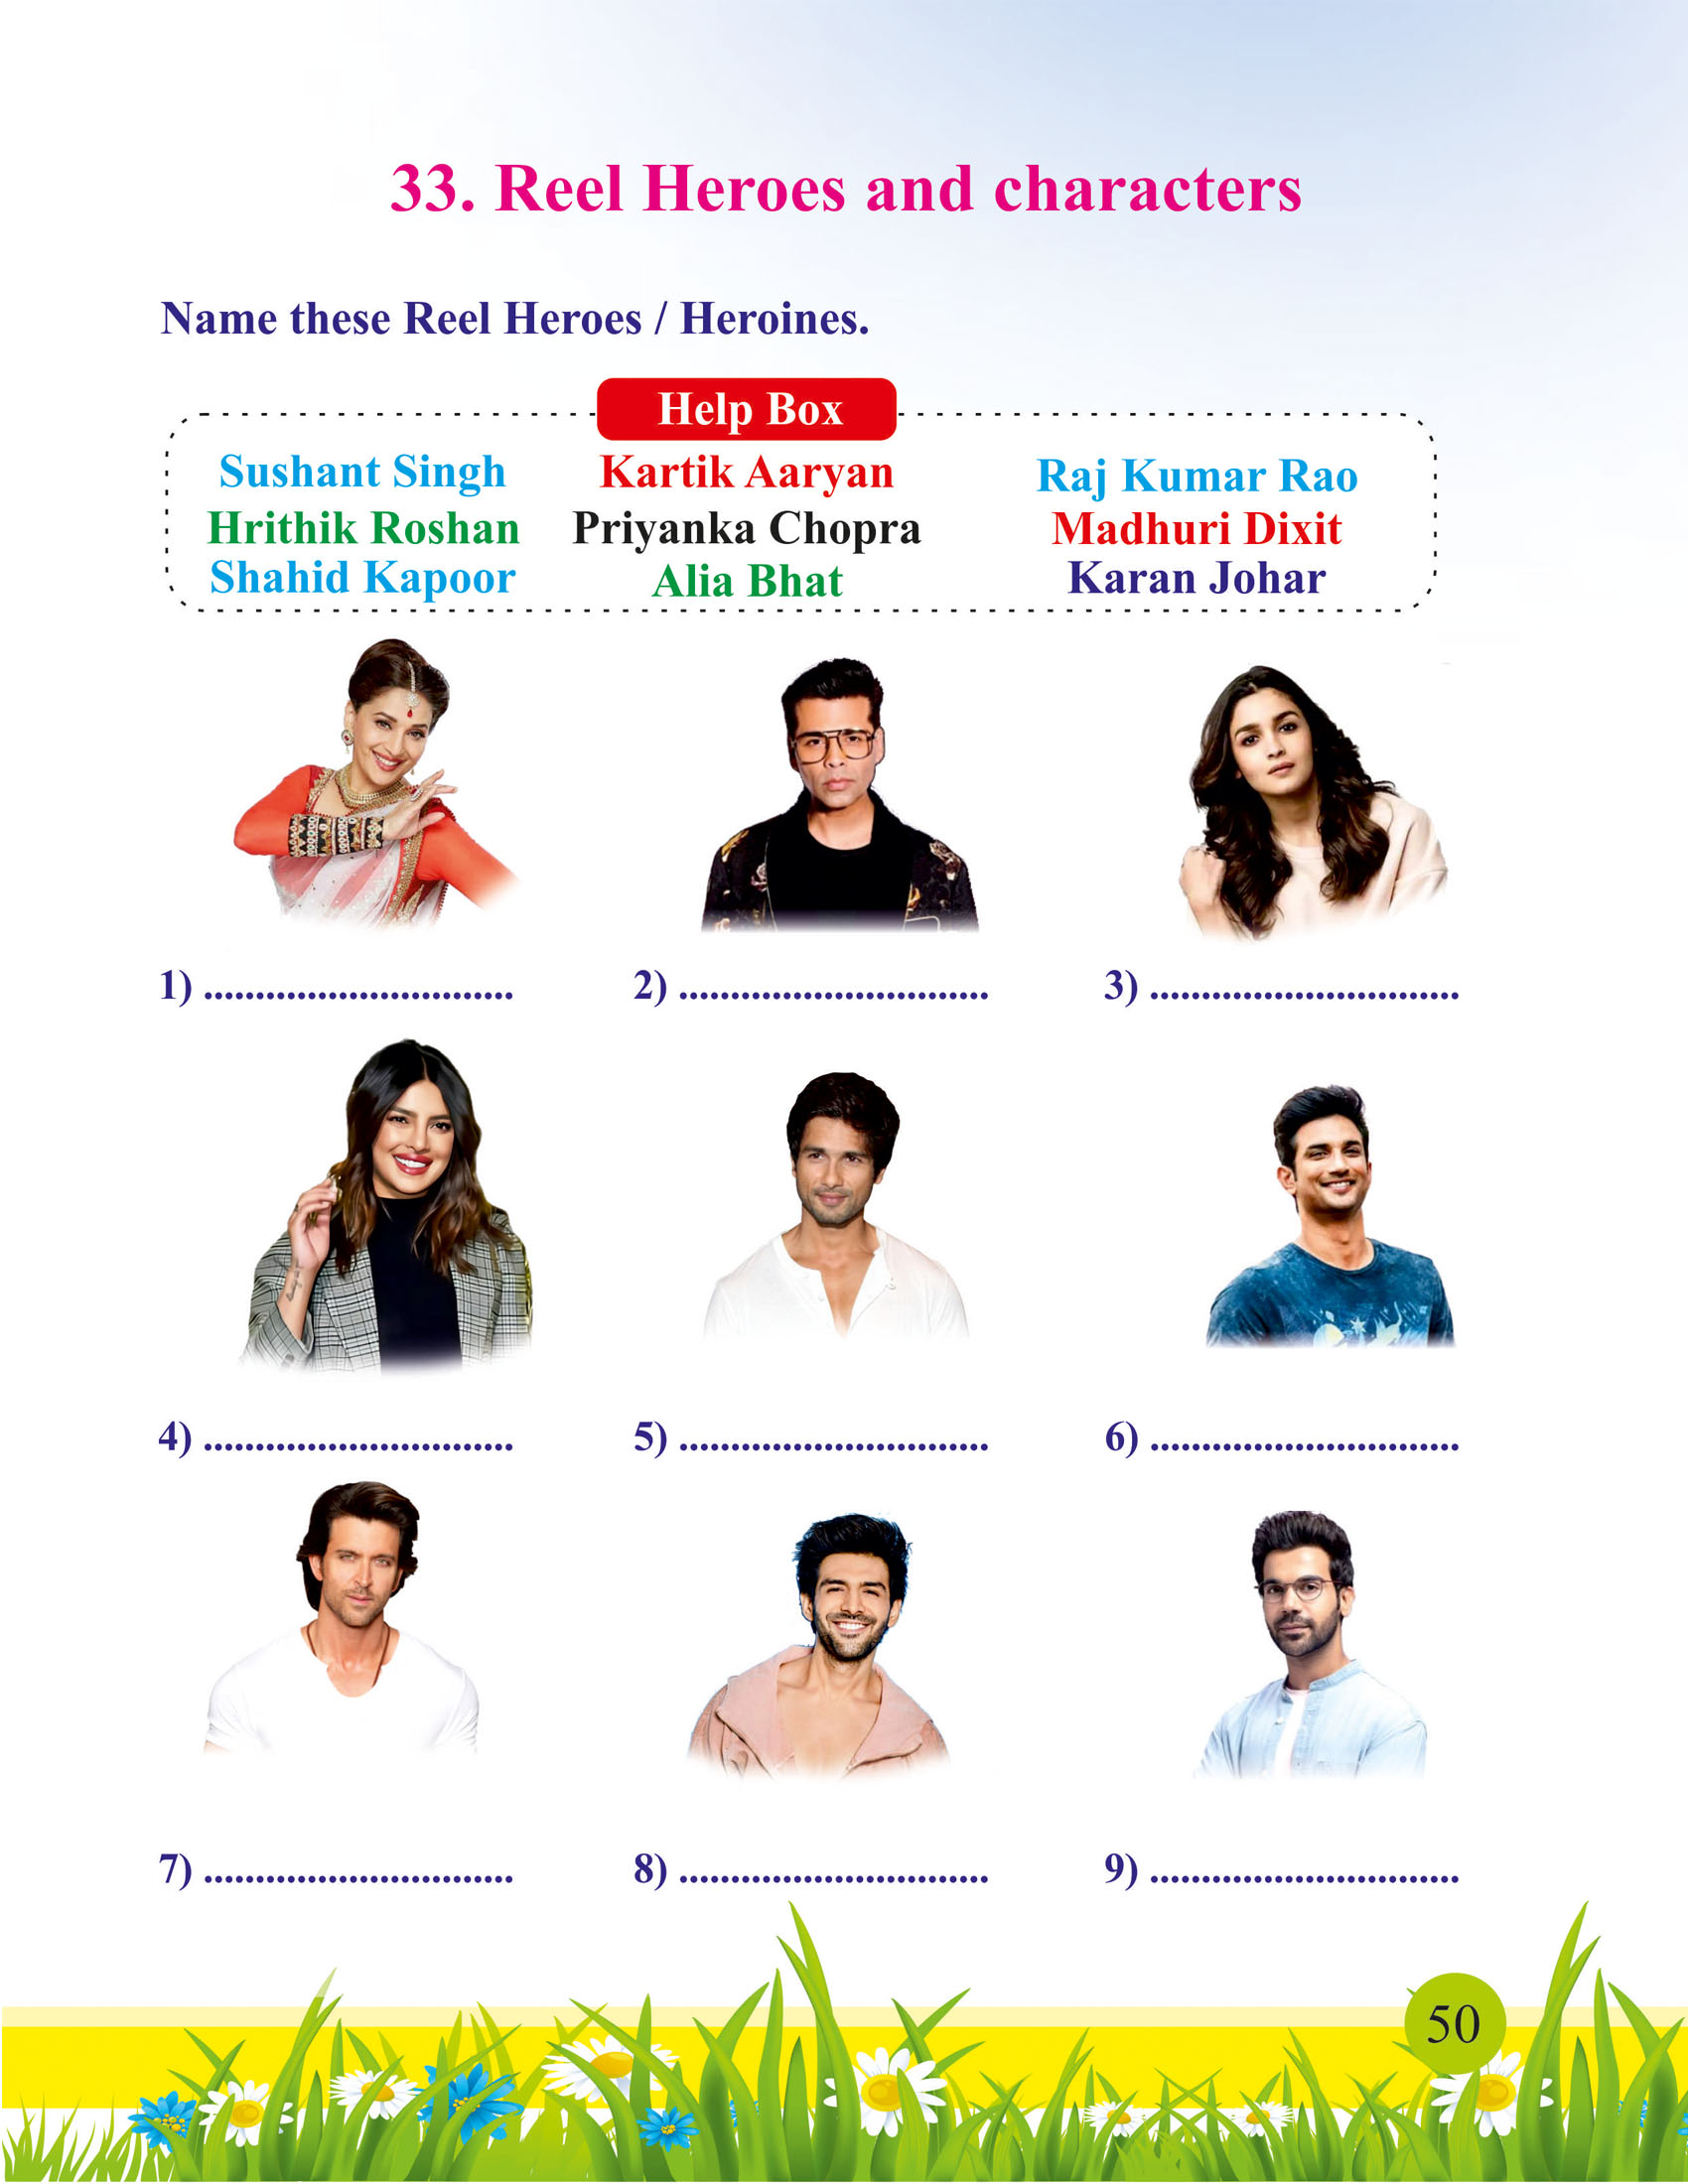 33. Reel Heroes and characters
Name these Reel Heroes / Heroines.
Help Box
Sushant Singh Kartik Aaryan Raj Kumar Rao
Hrithik Roshan Priyanka Chopra Madhuri Dixit
Shahid Kapoor Alia Bhat Karan Johar
1) .............................. 2) .............................. 3) ..............................
4) .............................. 5) .............................. 6) ..............................
7) .............................. 8) .............................. 9) ..............................
50